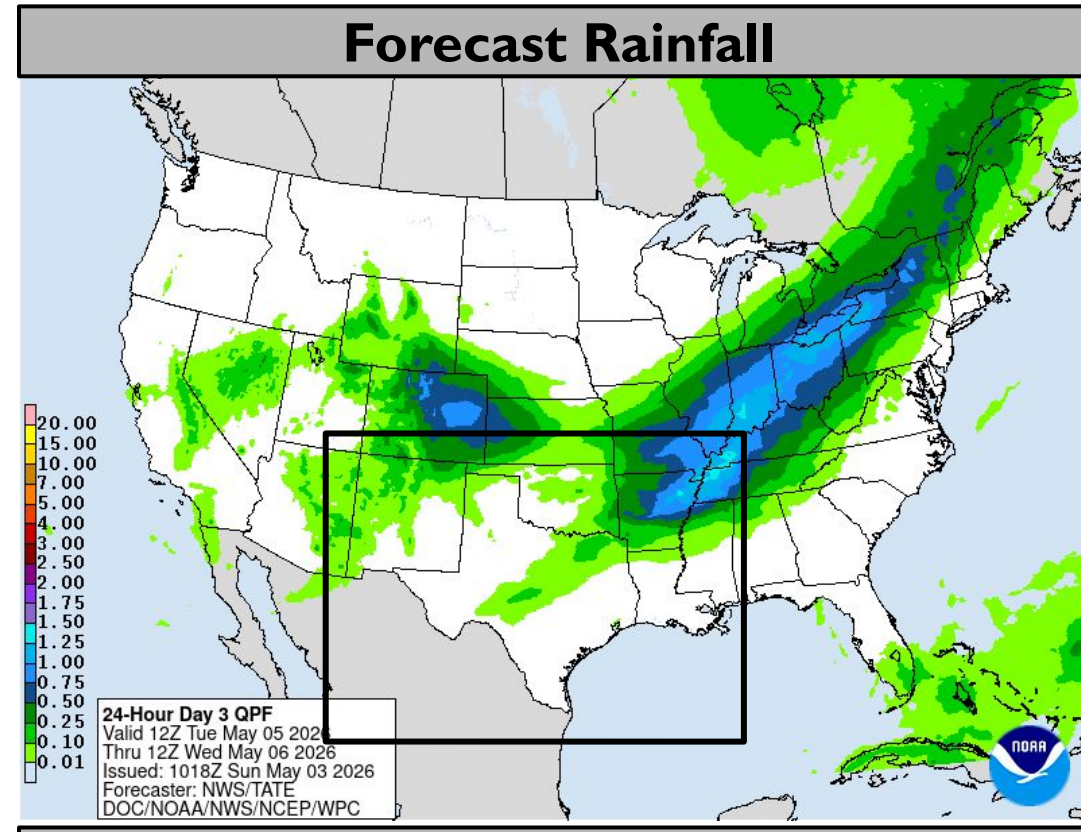 Forecast Rainfall
20.00
15.00
10.00
7.00
5.00
4.00
3.00
2.50
2.00
1.75
1.50
1.25
1.00
0.75
0.50
0.25
0.10
0.01
24-Hour Day 3 QPF
Valid 12Z Tue May 05 2026
Thru 12Z Wed May 06 2026
Issued: 1018Z Sun May 03 2026
Forecaster: NWS/TATE
DOC/NOAA/NWS/NCEP/WPC
NOAA